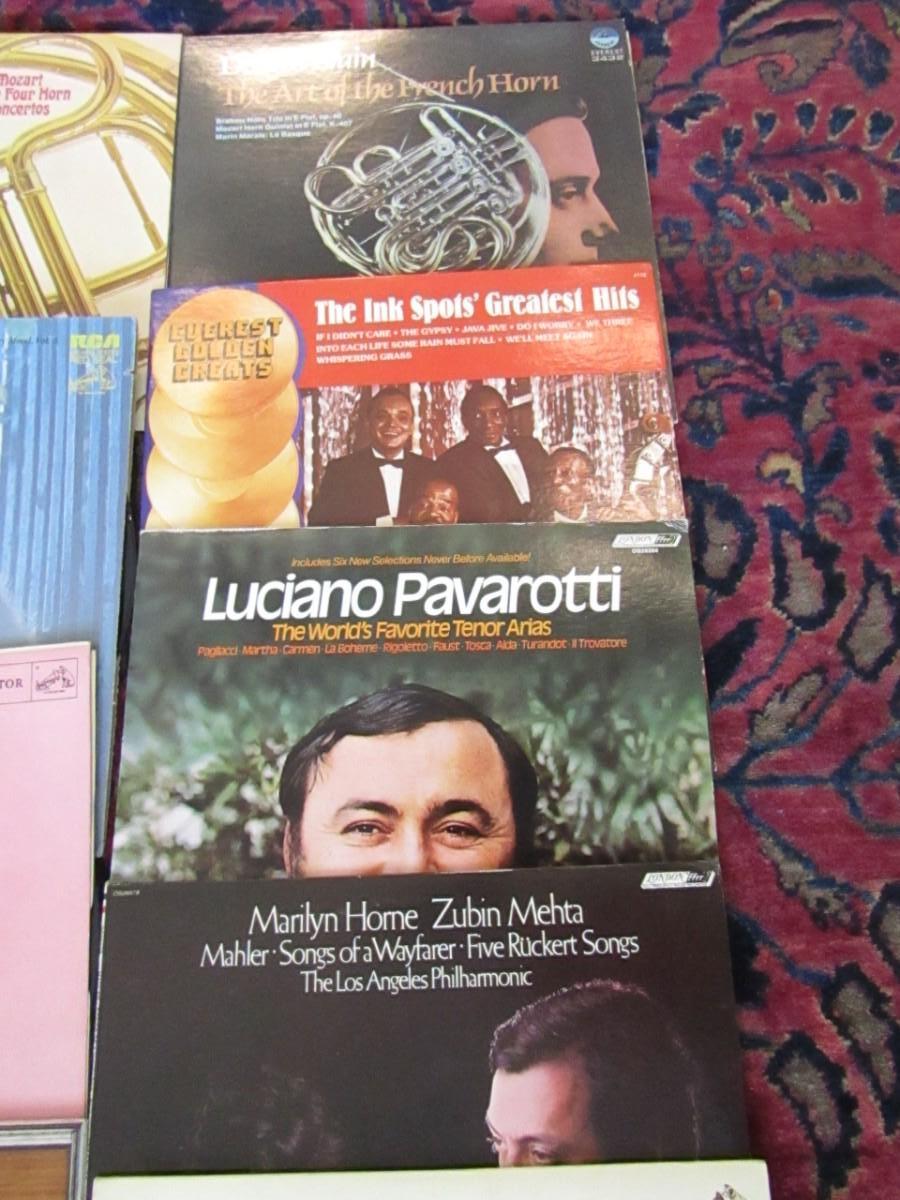 Mozart
Four Horn
Concertos
The Art of the French Horn
Brahms: Horn Trio in E Flat, op. 40
Mozart: Horn Quintet in E Flat, K. 407
Marin Marais: Le Basque
EVEREST
3432
EVEREST
GOLDEN
GREATS
The Ink Spots' Greatest Hits
IF I DIDN'T CARE • THE GYPSY • JAVA JIVE • DO I WORRY • WE THREE
INTO EACH LIFE SOME RAIN MUST FALL • WE'LL MEET AGAIN
WHISPERING GRASS
RCA
LONDON
Includes Six New Selections Never Before Available!
Luciano Pavarotti
The World's Favorite Tenor Arias
Pagliacci · Martha · Carmen · La Boheme · Rigoletto · Faust · Tosca · Aida · Turandot · Il Trovatore
TOR
LONDON
Marilyn Horne Zubin Mehta
Mahler · Songs of a Wayfarer · Five Rückert Songs
The Los Angeles Philharmonic